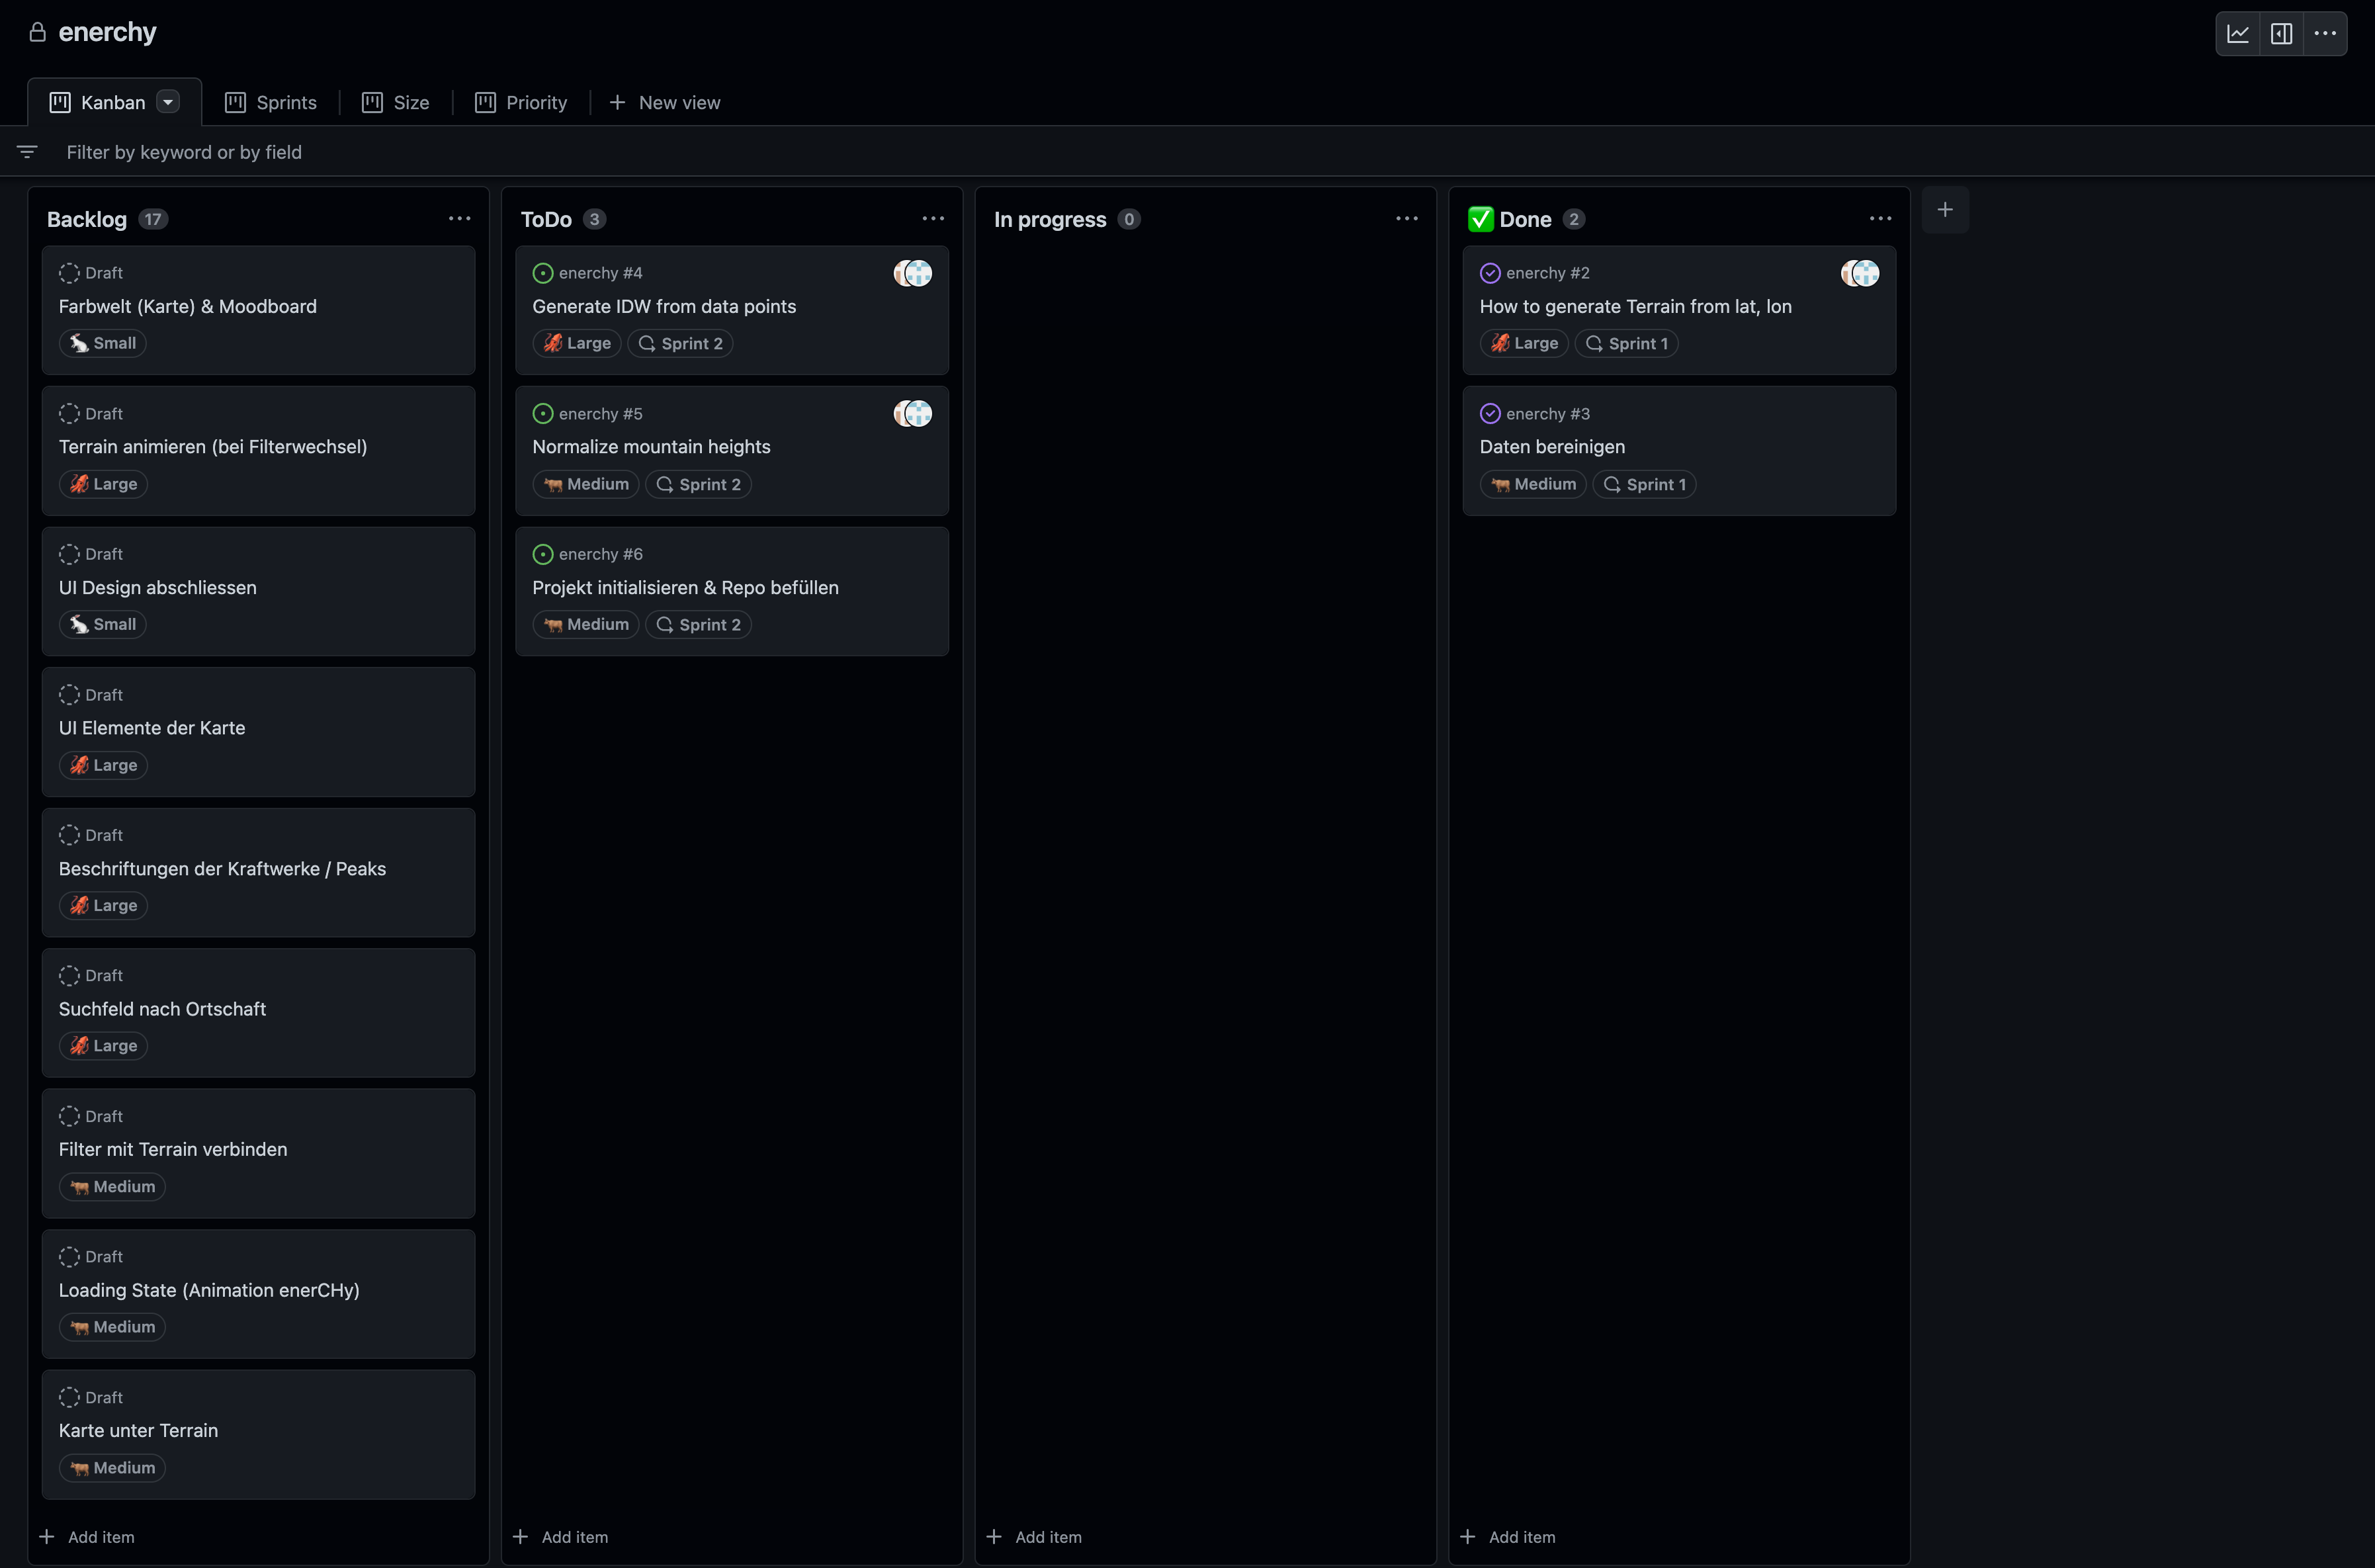 enerchy
Kanban
Sprints
Size
Priority
New view
Filter by keyword or by field
Backlog 17
Draft
Farbwelt (Karte) & Moodboard
🐇 Small
Draft
Terrain animieren (bei Filterwechsel)
🦑 Large
Draft
UI Design abschliessen
🐇 Small
Draft
UI Elemente der Karte
🦑 Large
Draft
Beschriftungen der Kraftwerke / Peaks
🦑 Large
Draft
Suchfeld nach Ortschaft
🦑 Large
Draft
Filter mit Terrain verbinden
🐂 Medium
Draft
Loading State (Animation enerCHy)
🐂 Medium
Draft
Karte unter Terrain
🐂 Medium
Add item
ToDo 3
enerchy #4
Generate IDW from data points
🦑 Large Sprint 2
enerchy #5
Normalize mountain heights
🐂 Medium Sprint 2
enerchy #6
Projekt initialisieren & Repo befüllen
🐂 Medium Sprint 2
Add item
In progress 0
Add item
✅ Done 2
enerchy #2
How to generate Terrain from lat, lon
🦑 Large Sprint 1
enerchy #3
Daten bereinigen
🐂 Medium Sprint 1
Add item